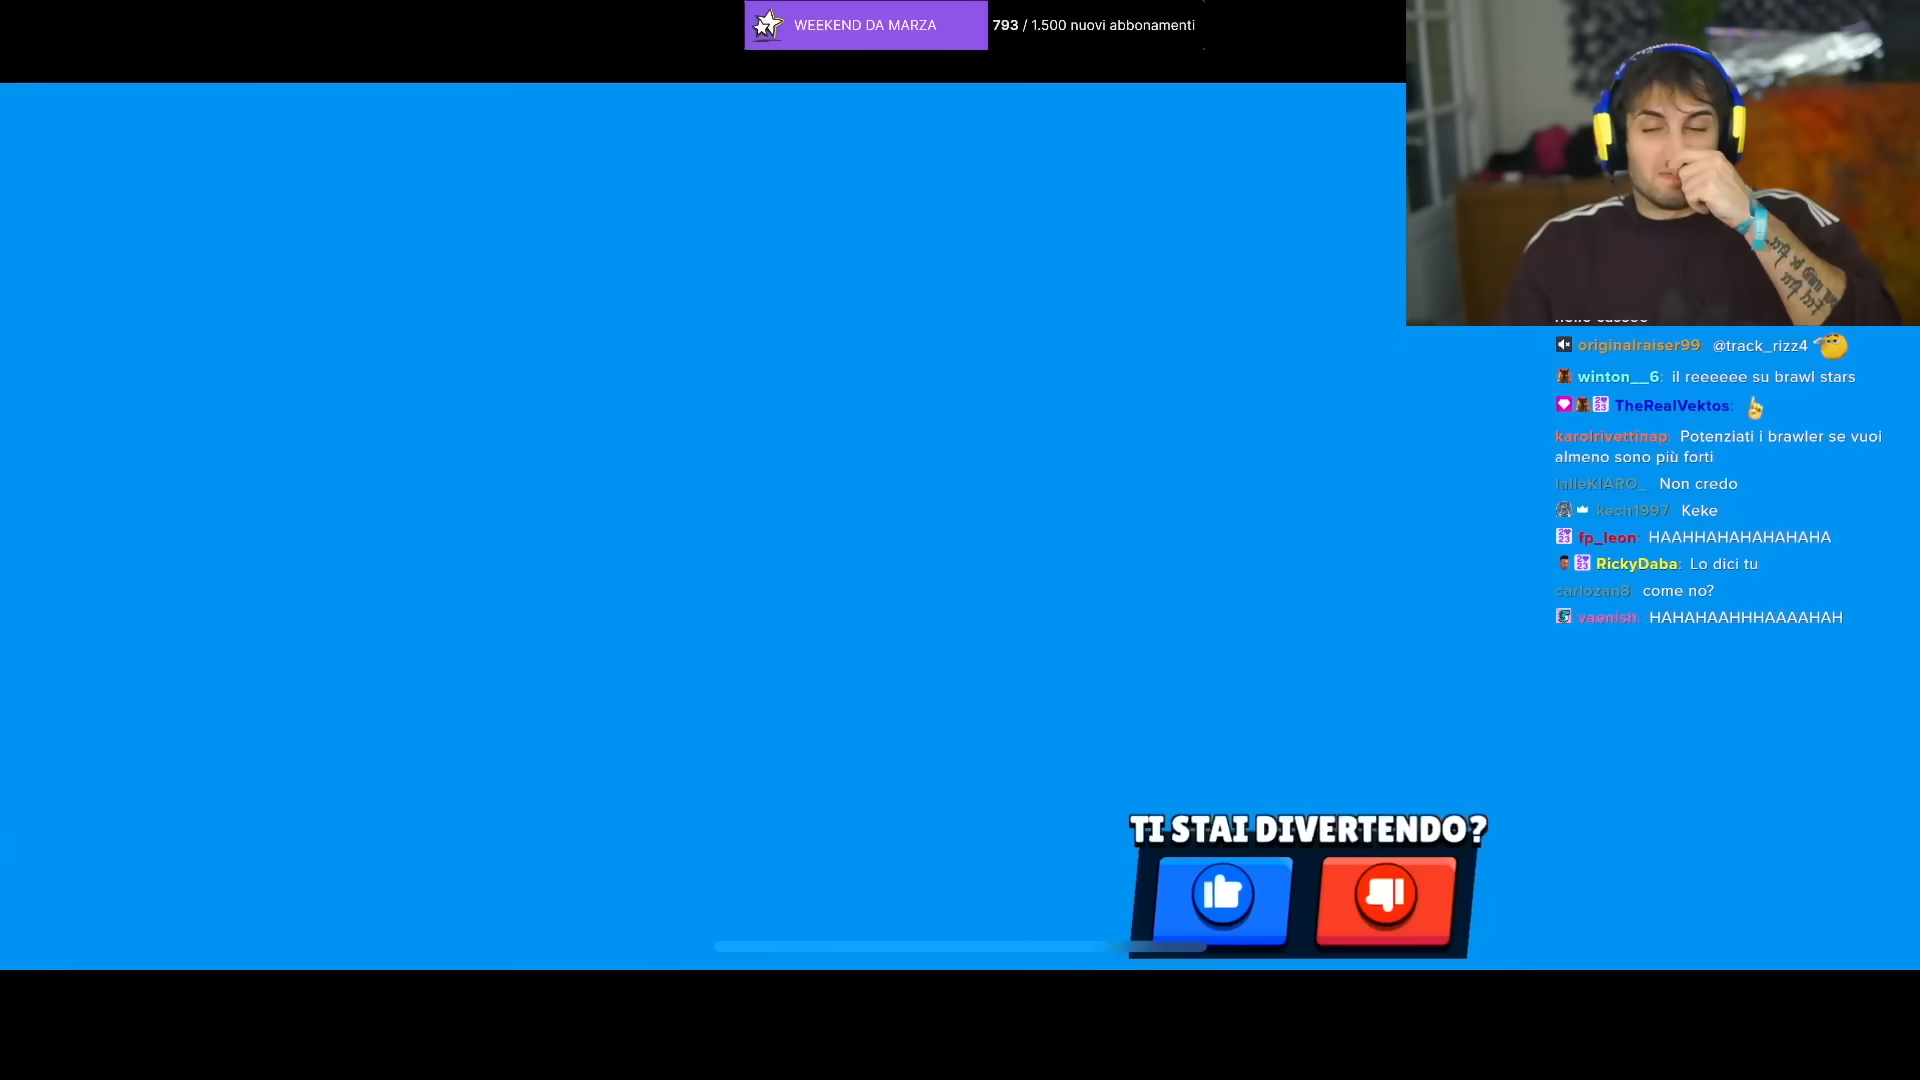 WEEKEND DA MARZA
793 / 1.500 nuovi abbonamenti
originalraiser99 @track_rizz4
winton__6: il reeeeee su brawl stars
TheRealVektos:
karolrivettinap: Potenziati i brawler se vuoi
almeno sono più forti
lalleKIARO_ Non credo
kech1997 Keke
fp_leon: HAAHHAHAHAHAHAHA
RickyDaba: Lo dici tu
carlozan8 come no?
vaenish: HAHAHAAHHHAAAAHAH
TI STAI DIVERTENDO?